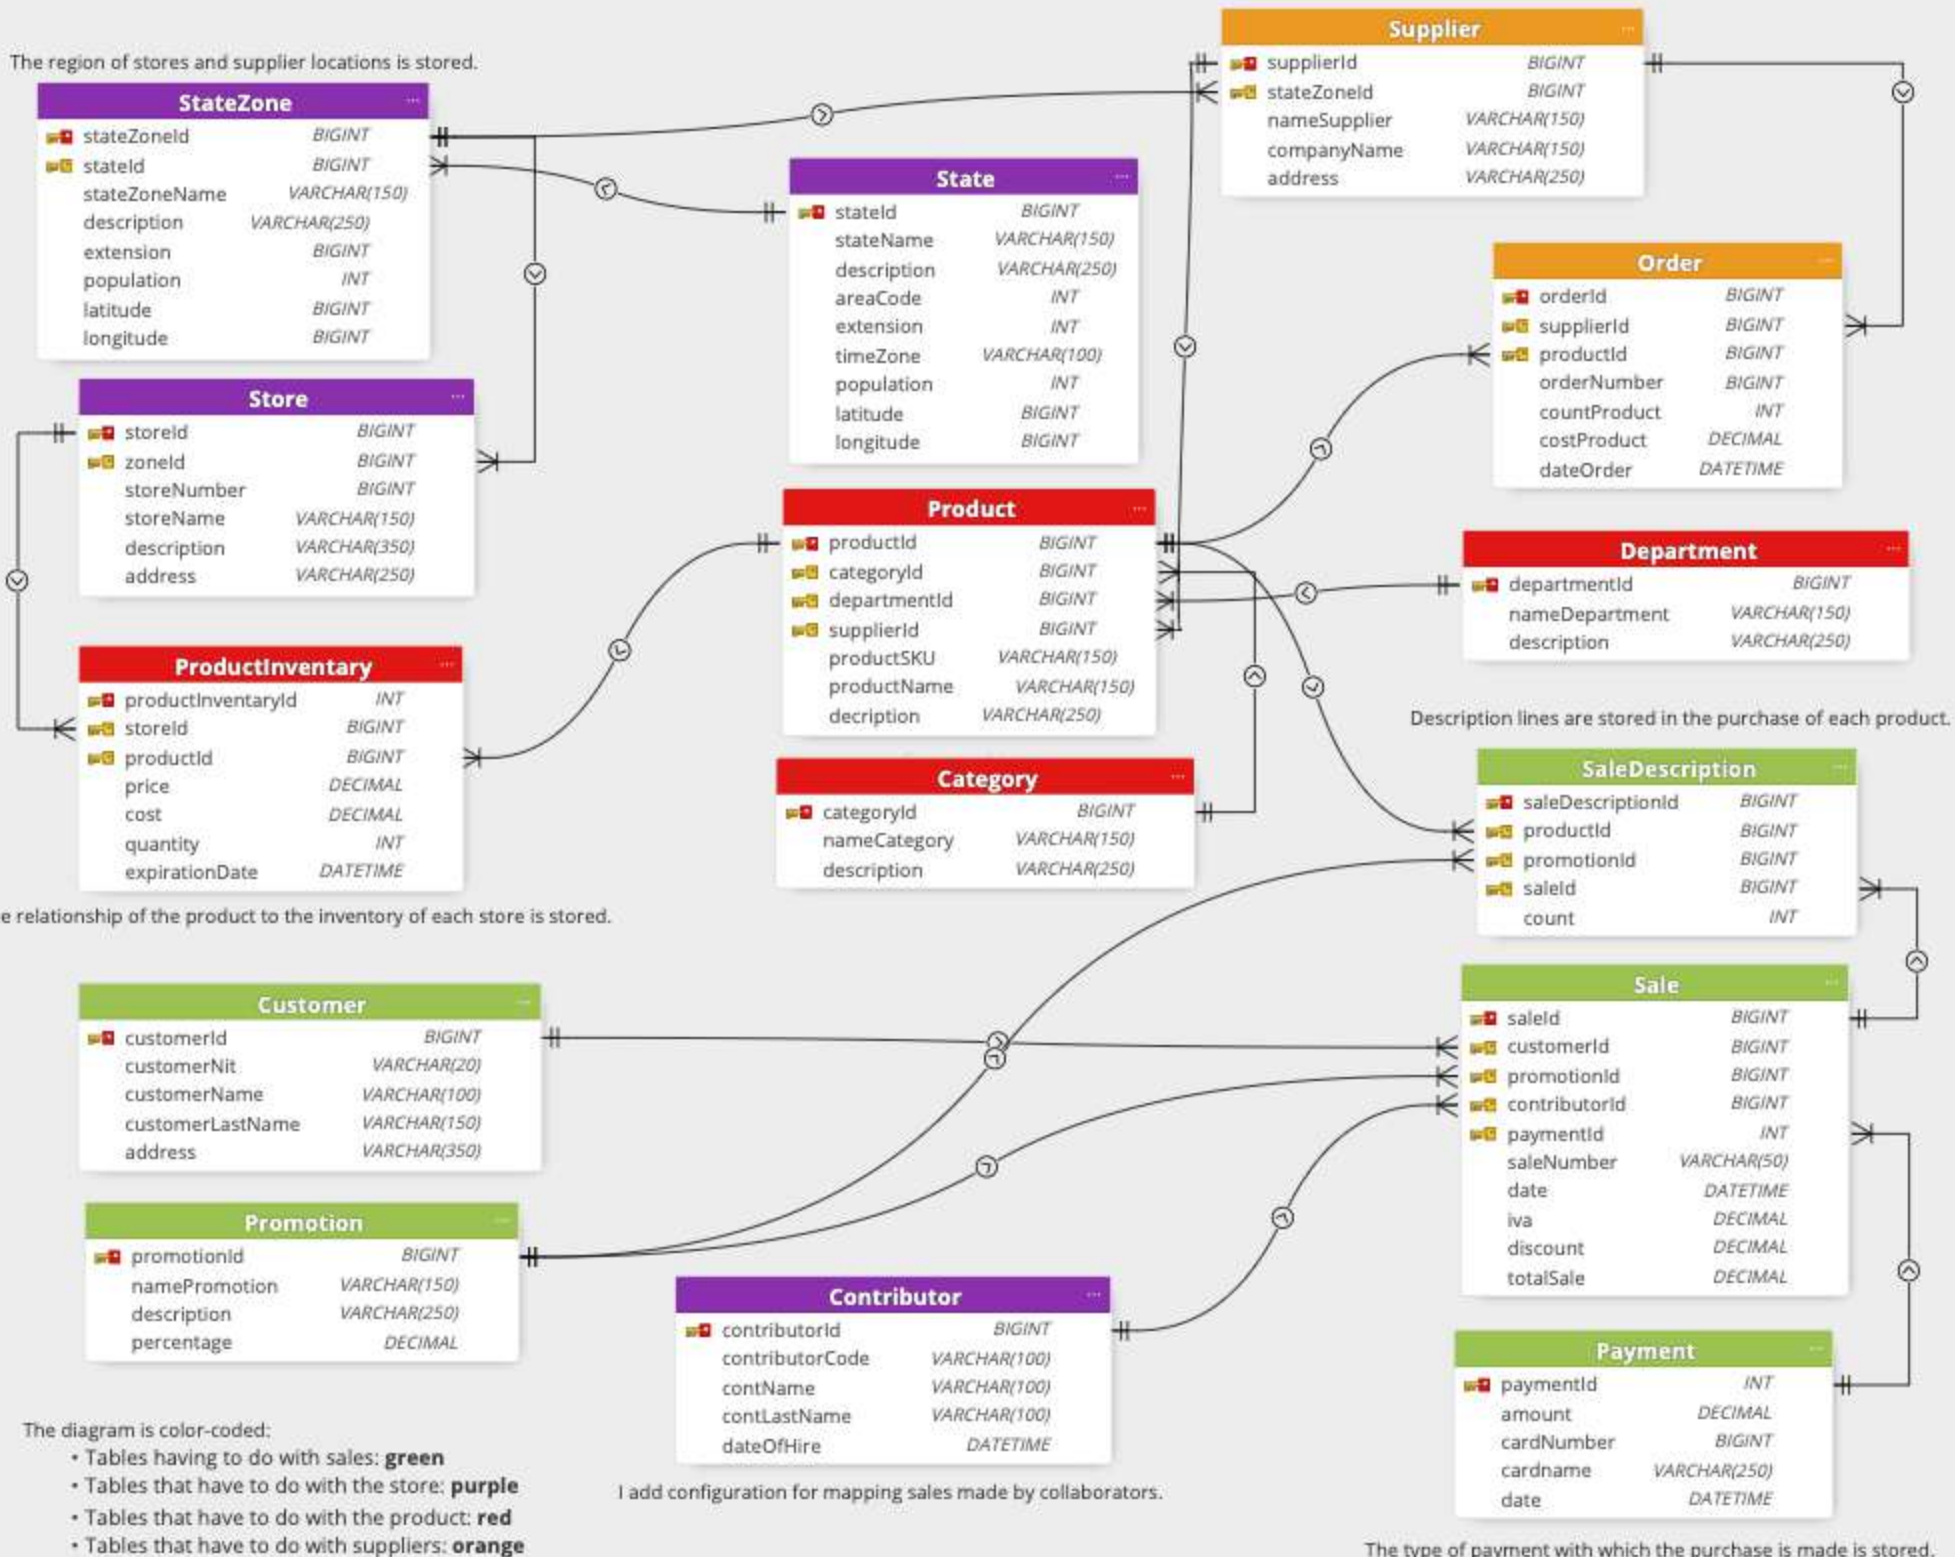 The region of stores and supplier locations is stored.
StateZone
stateZoneId BIGINT
stateId BIGINT
stateZoneName VARCHAR(150)
description VARCHAR(250)
extension BIGINT
population INT
latitude BIGINT
longitude BIGINT
Supplier
supplierId BIGINT
stateZoneId BIGINT
nameSupplier VARCHAR(150)
companyName VARCHAR(150)
address VARCHAR(250)
State
stateId BIGINT
stateName VARCHAR(150)
description VARCHAR(250)
areaCode INT
extension INT
timeZone VARCHAR(100)
population INT
latitude BIGINT
longitude BIGINT
Order
orderId BIGINT
supplierId BIGINT
productId BIGINT
orderNumber BIGINT
countProduct INT
costProduct DECIMAL
dateOrder DATETIME
Store
storeId BIGINT
zoneId BIGINT
storeNumber BIGINT
storeName VARCHAR(150)
description VARCHAR(350)
address VARCHAR(250)
Product
productId BIGINT
categoryId BIGINT
departmentId BIGINT
supplierId BIGINT
productSKU VARCHAR(150)
productName VARCHAR(150)
decription VARCHAR(250)
Department
departmentId BIGINT
nameDepartment VARCHAR(150)
description VARCHAR(250)
ProductInventary
productInventaryId INT
storeId BIGINT
productId BIGINT
price DECIMAL
cost DECIMAL
quantity INT
expirationDate DATETIME
e relationship of the product to the inventory of each store is stored.
Category
categoryId BIGINT
nameCategory VARCHAR(150)
description VARCHAR(250)
Description lines are stored in the purchase of each product.
SaleDescription
saleDescriptionId BIGINT
productId BIGINT
promotionId BIGINT
saleId BIGINT
count INT
Customer
customerId BIGINT
customerNit VARCHAR(20)
customerName VARCHAR(100)
customerLastName VARCHAR(150)
address VARCHAR(350)
Sale
saleId BIGINT
customerId BIGINT
promotionId BIGINT
contributorId BIGINT
paymentId INT
saleNumber VARCHAR(50)
date DATETIME
iva DECIMAL
discount DECIMAL
totalSale DECIMAL
Promotion
promotionId BIGINT
namePromotion VARCHAR(150)
description VARCHAR(250)
percentage DECIMAL
Contributor
contributorId BIGINT
contributorCode VARCHAR(100)
contName VARCHAR(100)
contLastName VARCHAR(100)
dateOfHire DATETIME
I add configuration for mapping sales made by collaborators.
Payment
paymentId INT
amount DECIMAL
cardNumber BIGINT
cardname VARCHAR(250)
date DATETIME
The type of payment with which the purchase is made is stored.
The diagram is color-coded:
• Tables having to do with sales: green
• Tables that have to do with the store: purple
• Tables that have to do with the product: red
• Tables that have to do with suppliers: orange